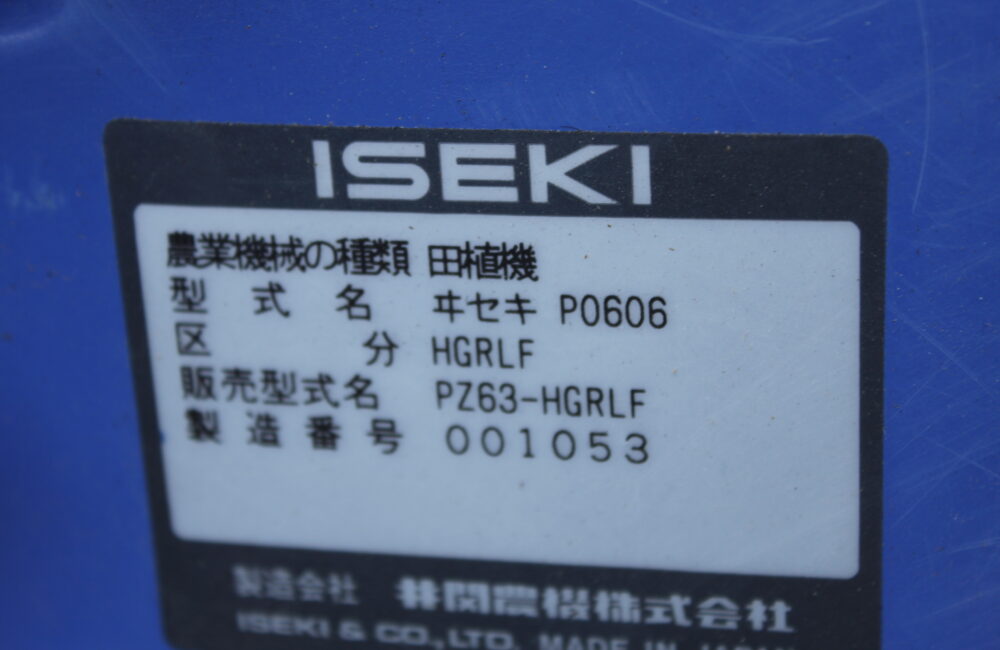 ISEKI
農業機械の種類 田植機
型式名 ヰセキ P0606
区分 HGRLF
販売型式名 PZ63-HGRLF
製造番号 001053
製造会社 井関農機株式会社
ISEKI & CO.,LTD. MADE IN JAPAN